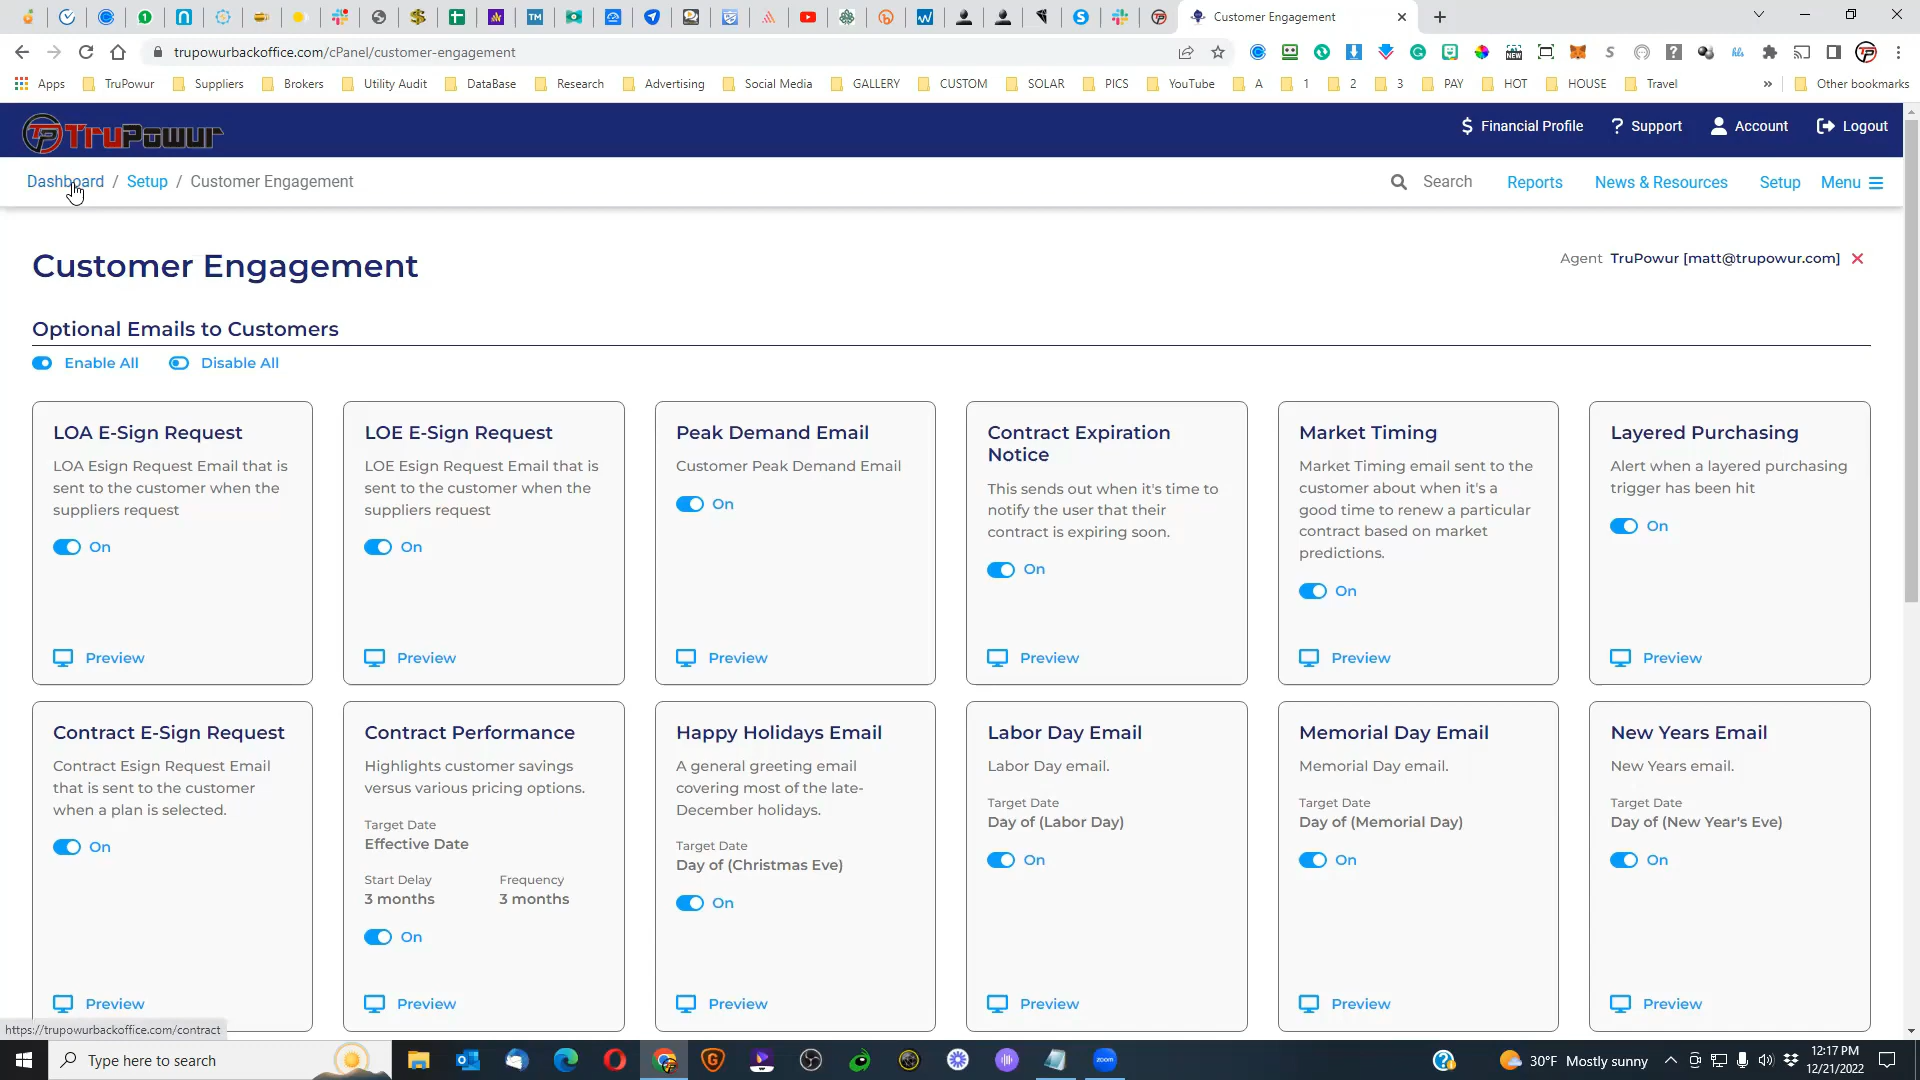 Customer Engagement
trupowurbackoffice.com/cPanel/customer-engagement
Apps TruPowur Suppliers Brokers Utility Audit DataBase Research Advertising Social Media GALLERY CUSTOM SOLAR PICS YouTube A 1 2 3 PAY HOT HOUSE Travel » Other bookmarks
TruPowur
Financial Profile Support Account Logout
Dashboard / Setup / Customer Engagement
Search Reports News & Resources Setup Menu
Customer Engagement
Agent TruPowur [matt@trupowur.com]
Optional Emails to Customers
Enable All Disable All
LOA E-Sign Request
LOA Esign Request Email that is
sent to the customer when the
suppliers request
On
Preview
LOE E-Sign Request
LOE Esign Request Email that is
sent to the customer when the
suppliers request
On
Preview
Peak Demand Email
Customer Peak Demand Email
On
Preview
Contract Expiration
Notice
This sends out when it's time to
notify the user that their
contract is expiring soon.
On
Preview
Market Timing
Market Timing email sent to the
customer about when it's a
good time to renew a particular
contract based on market
predictions.
On
Preview
Layered Purchasing
Alert when a layered purchasing
trigger has been hit
On
Preview
Contract E-Sign Request
Contract Esign Request Email
that is sent to the customer
when a plan is selected.
On
Preview
Contract Performance
Highlights customer savings
versus various pricing options.
Target Date
Effective Date
Start Delay Frequency
3 months 3 months
On
Preview
Happy Holidays Email
A general greeting email
covering most of the late-
December holidays.
Target Date
Day of (Christmas Eve)
On
Preview
Labor Day Email
Labor Day email.
Target Date
Day of (Labor Day)
On
Preview
Memorial Day Email
Memorial Day email.
Target Date
Day of (Memorial Day)
On
Preview
New Years Email
New Years email.
Target Date
Day of (New Year's Eve)
On
Preview
https://trupowurbackoffice.com/contract
Type here to search
30°F Mostly sunny
12:17 PM
12/21/2022